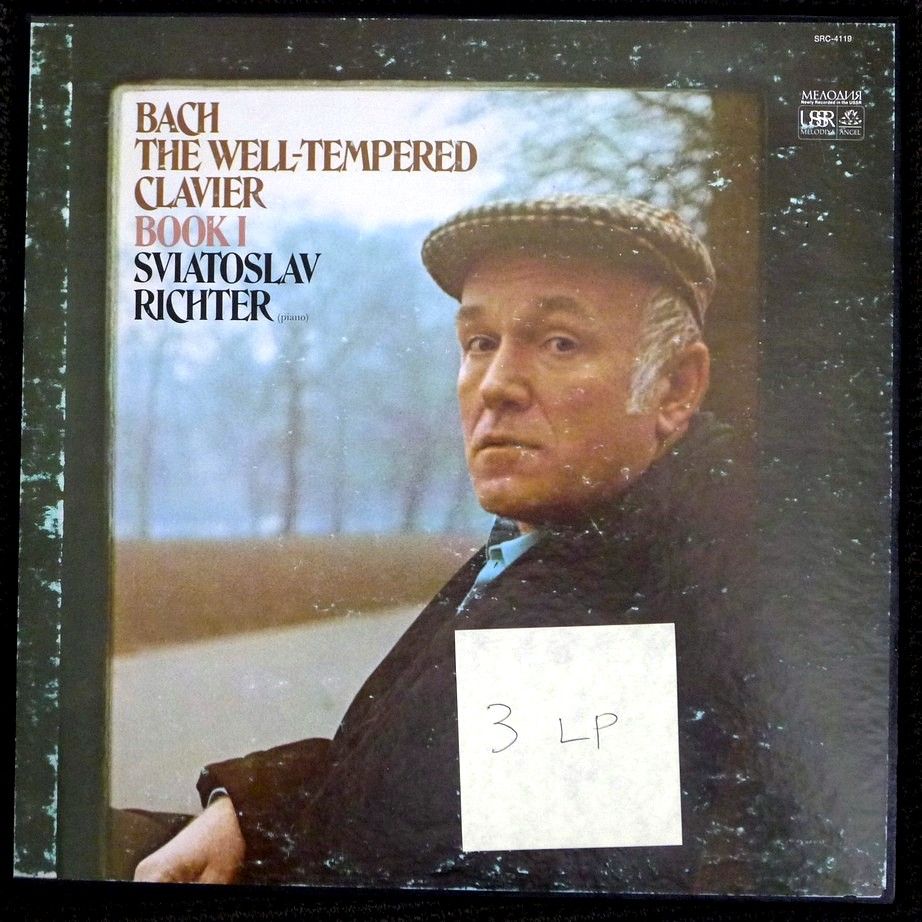 SRC-4119
МЕЛОДИЯ
Newly Recorded in the USSR
USSR
MELODIYA ANGEL
BACH
THE WELL-TEMPERED
CLAVIER
BOOK I
SVIATOSLAV
RICHTER (piano)
3 LP